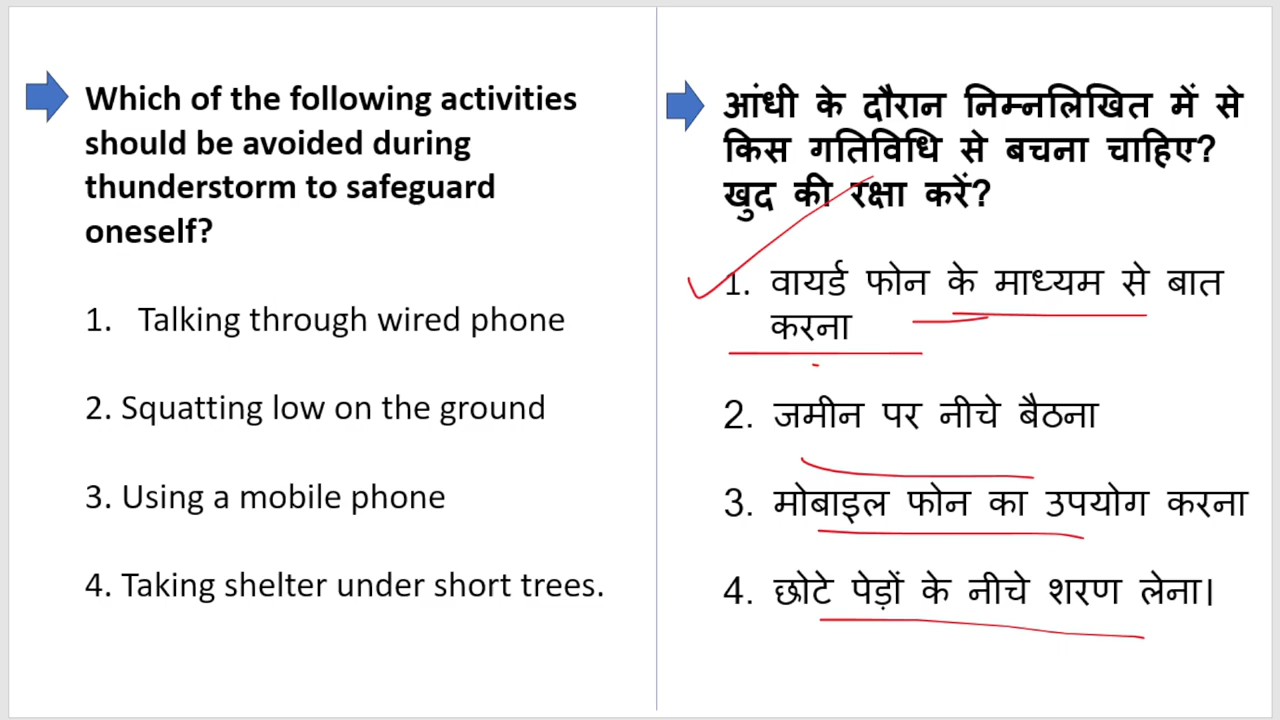 Which of the following activities
should be avoided during
thunderstorm to safeguard
oneself?
1. Talking through wired phone
2. Squatting low on the ground
3. Using a mobile phone
4. Taking shelter under short trees.
आंधी के दौरान निम्नलिखित में से
किस गतिविधि से बचना चाहिए?
खुद की रक्षा करें?
1. वायर्ड फोन के माध्यम से बात
करना
2. जमीन पर नीचे बैठना
3. मोबाइल फोन का उपयोग करना
4. छोटे पेड़ों के नीचे शरण लेना।